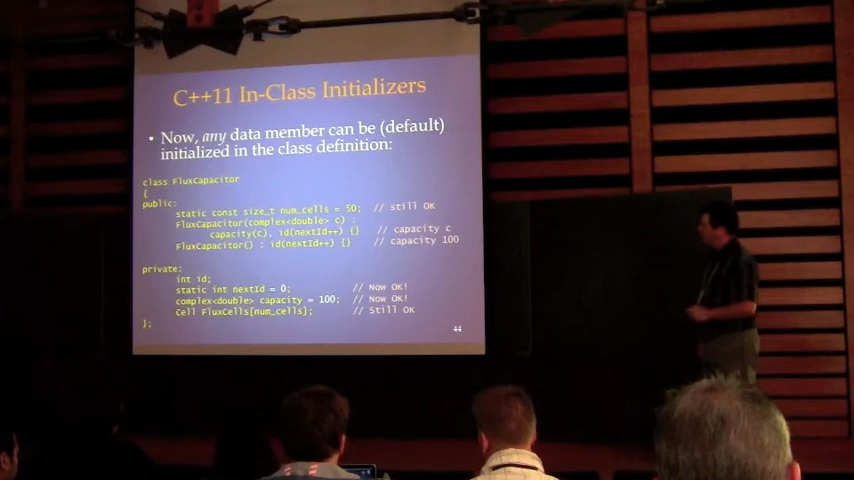 C++11 In-Class Initializers
• Now, any data member can be (default)
initialized in the class definition:
class FluxCapacitor
{
public:
static const size_t num_cells = 50; // still OK
FluxCapacitor(complex<double> c) :
capacity(c), id(nextId++) {} // capacity c
FluxCapacitor() : id(nextId++) {} // capacity 100
private:
int id;
static int nextId = 0; // Now OK!
complex<double> capacity = 100; // Now OK!
Cell FluxCells[num_cells]; // Still OK
};
44